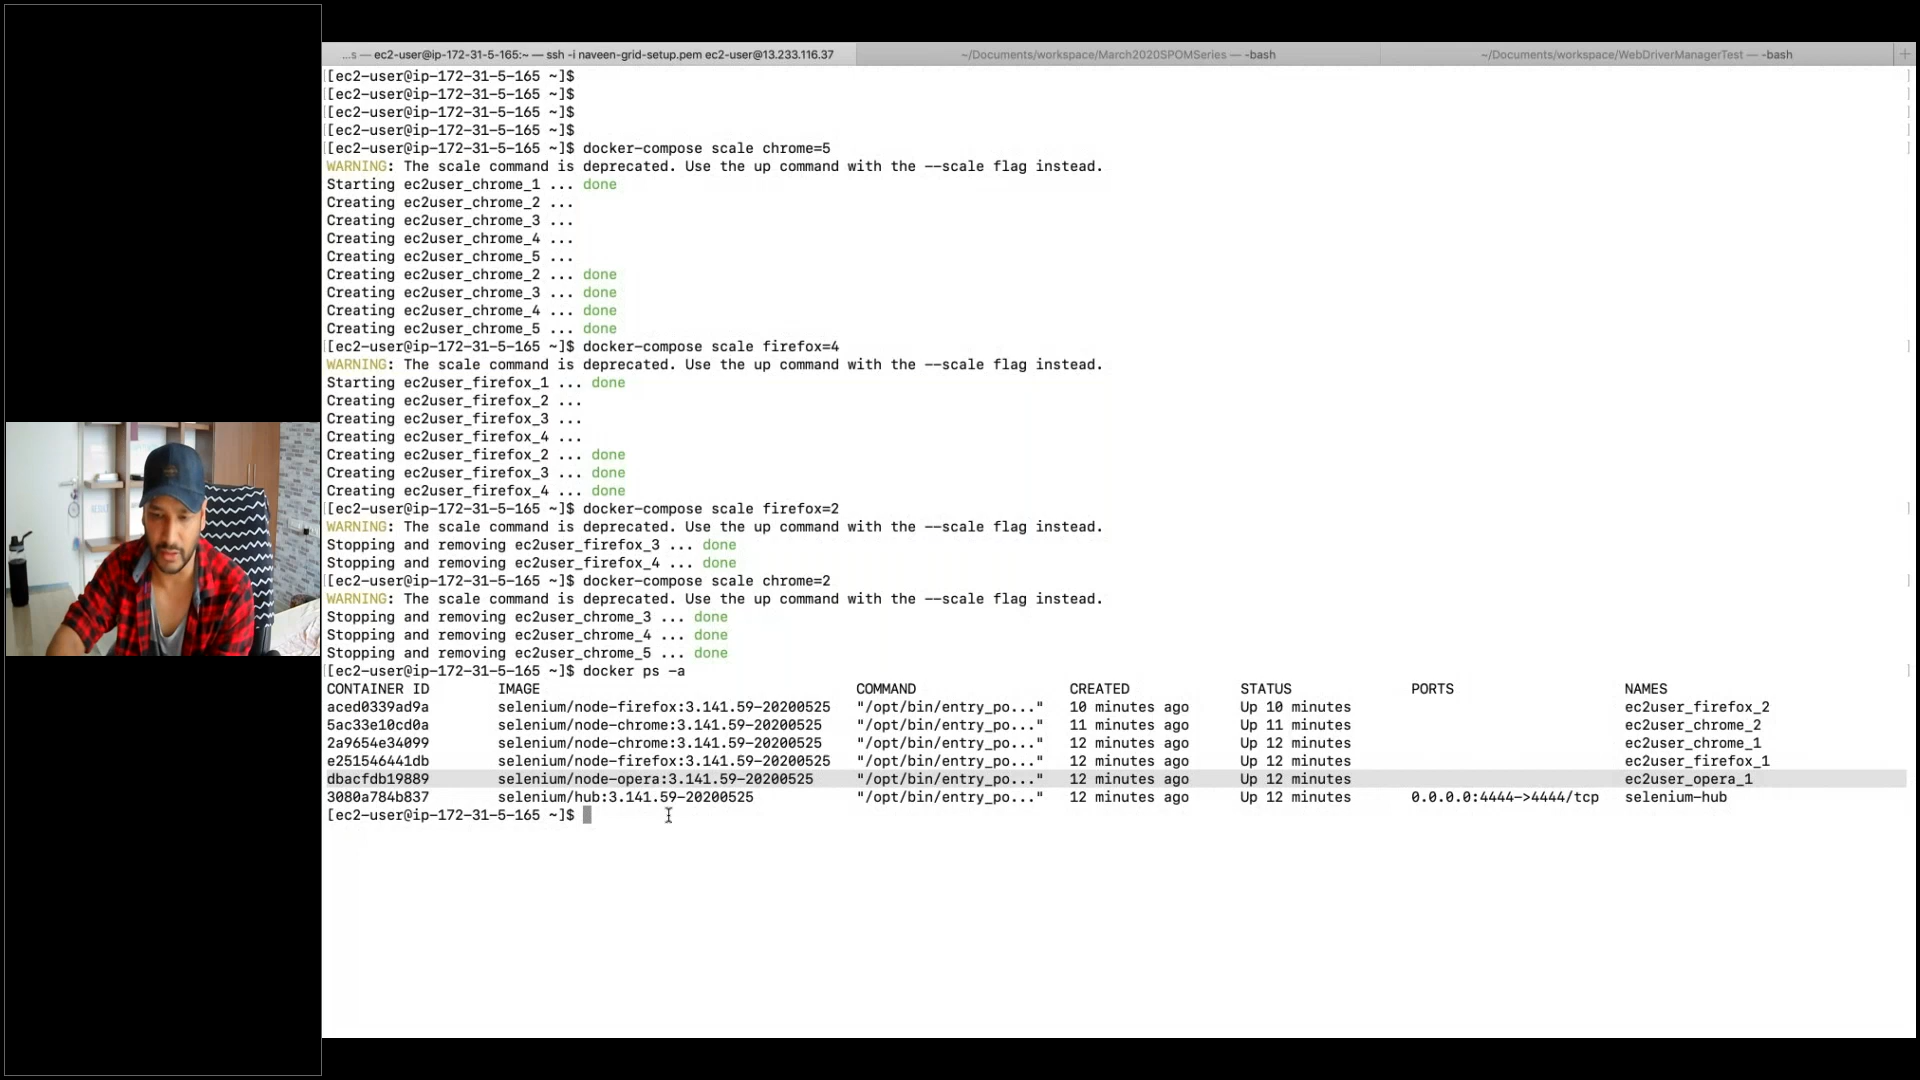 ...s — ec2-user@ip-172-31-5-165:~ — ssh -i naveen-grid-setup.pem ec2-user@13.233.116.37
~/Documents/workspace/March2020SPOMSeries — -bash
~/Documents/workspace/WebDriverManagerTest — -bash
+
[ec2-user@ip-172-31-5-165 ~]$
[ec2-user@ip-172-31-5-165 ~]$
[ec2-user@ip-172-31-5-165 ~]$
[ec2-user@ip-172-31-5-165 ~]$
[ec2-user@ip-172-31-5-165 ~]$ docker-compose scale chrome=5
WARNING: The scale command is deprecated. Use the up command with the --scale flag instead.
Starting ec2user_chrome_1 ... done
Creating ec2user_chrome_2 ...
Creating ec2user_chrome_3 ...
Creating ec2user_chrome_4 ...
Creating ec2user_chrome_5 ...
Creating ec2user_chrome_2 ... done
Creating ec2user_chrome_3 ... done
Creating ec2user_chrome_4 ... done
Creating ec2user_chrome_5 ... done
[ec2-user@ip-172-31-5-165 ~]$ docker-compose scale firefox=4
WARNING: The scale command is deprecated. Use the up command with the --scale flag instead.
Starting ec2user_firefox_1 ... done
Creating ec2user_firefox_2 ...
Creating ec2user_firefox_3 ...
Creating ec2user_firefox_4 ...
Creating ec2user_firefox_2 ... done
Creating ec2user_firefox_3 ... done
Creating ec2user_firefox_4 ... done
[ec2-user@ip-172-31-5-165 ~]$ docker-compose scale firefox=2
WARNING: The scale command is deprecated. Use the up command with the --scale flag instead.
Stopping and removing ec2user_firefox_3 ... done
Stopping and removing ec2user_firefox_4 ... done
[ec2-user@ip-172-31-5-165 ~]$ docker-compose scale chrome=2
WARNING: The scale command is deprecated. Use the up command with the --scale flag instead.
Stopping and removing ec2user_chrome_3 ... done
Stopping and removing ec2user_chrome_4 ... done
Stopping and removing ec2user_chrome_5 ... done
[ec2-user@ip-172-31-5-165 ~]$ docker ps -a
CONTAINER ID IMAGE COMMAND CREATED STATUS PORTS NAMES
aced0339ad9a selenium/node-firefox:3.141.59-20200525 "/opt/bin/entry_po..." 10 minutes ago Up 10 minutes ec2user_firefox_2
5ac33e10cd0a selenium/node-chrome:3.141.59-20200525 "/opt/bin/entry_po..." 11 minutes ago Up 11 minutes ec2user_chrome_2
2a9654e34099 selenium/node-chrome:3.141.59-20200525 "/opt/bin/entry_po..." 12 minutes ago Up 12 minutes ec2user_chrome_1
e251546441db selenium/node-firefox:3.141.59-20200525 "/opt/bin/entry_po..." 12 minutes ago Up 12 minutes ec2user_firefox_1
dbacfdb19889 selenium/node-opera:3.141.59-20200525 "/opt/bin/entry_po..." 12 minutes ago Up 12 minutes ec2user_opera_1
3080a784b837 selenium/hub:3.141.59-20200525 "/opt/bin/entry_po..." 12 minutes ago Up 12 minutes 0.0.0.0:4444->4444/tcp selenium-hub
[ec2-user@ip-172-31-5-165 ~]$